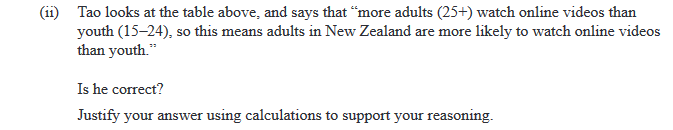 (ii) Tao looks at the table above, and says that “more adults (25+) watch online videos than
youth (15–24), so this means adults in New Zealand are more likely to watch online videos
than youth.”
Is he correct?
Justify your answer using calculations to support your reasoning.